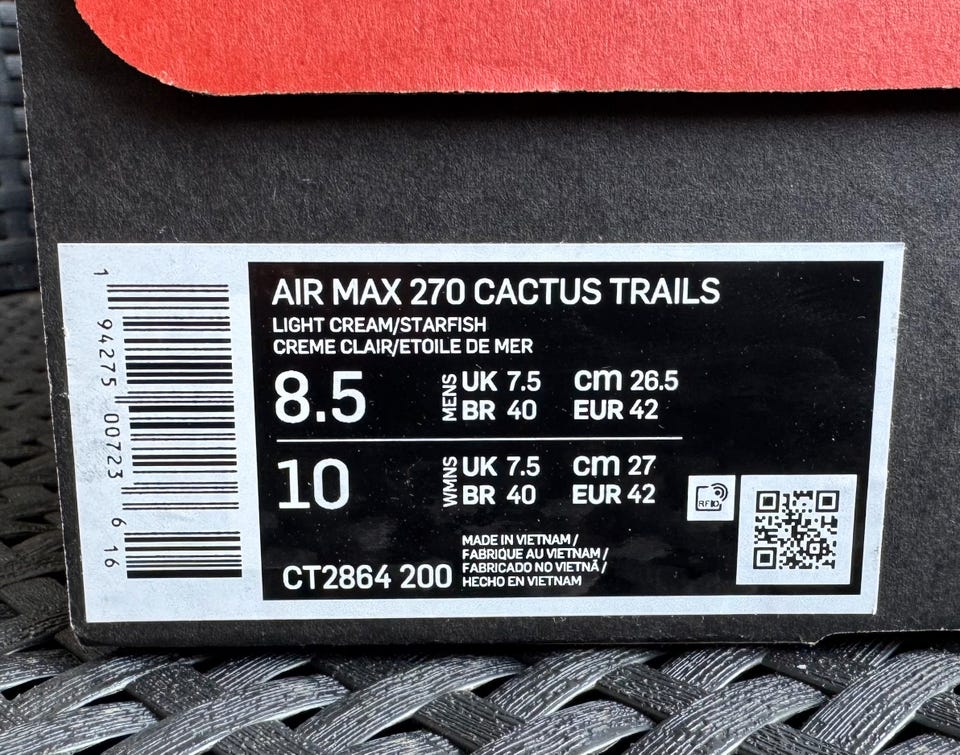 1 94275 00723 6 16
AIR MAX 270 CACTUS TRAILS
LIGHT CREAM/STARFISH
CREME CLAIR/ETOILE DE MER
8.5 MENS UK 7.5 cm 26.5
BR 40 EUR 42
10 WMNS UK 7.5 cm 27
BR 40 EUR 42
RFID
CT2864 200
MADE IN VIETNAM /
FABRIQUE AU VIETNAM /
FABRICADO NO VIETNÃ /
HECHO EN VIETNAM